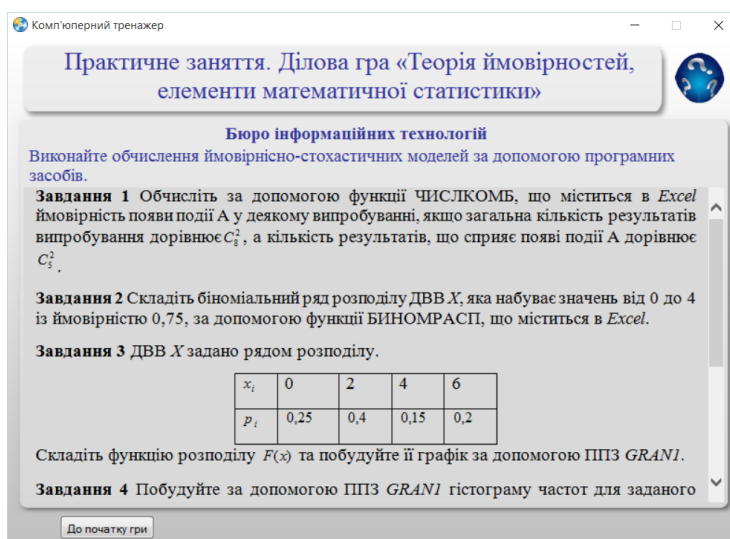 Комп'юперний тренажер
Практичне заняття. Ділова гра «Теорія ймовірностей,
елементи математичної статистики»
Бюро інформаційних технологій
Виконайте обчислення ймовірнісно-стохастичних моделей за допомогою програмних
засобів.
Завдання 1 Обчисліть за допомогою функції ЧИСЛКОМБ, що міститься в Excel
ймовірність появи події А у деякому випробуванні, якщо загальна кількість результатів
випробування дорівнює C₈², а кількість результатів, що сприяє появі події А дорівнює
C₅² .
Завдання 2 Складіть біноміальний ряд розподілу ДВВ X, яка набуває значень від 0 до 4
із ймовірністю 0,75, за допомогою функції БИНОМРАСП, що міститься в Excel.
Завдання 3 ДВВ X задано рядом розподілу.
xᵢ 0 2 4 6
pᵢ 0,25 0,4 0,15 0,2
Складіть функцію розподілу F(x) та побудуйте її графік за допомогою ППЗ GRAN1.
Завдання 4 Побудуйте за допомогою ППЗ GRAN1 гістограму частот для заданого
До початку гри